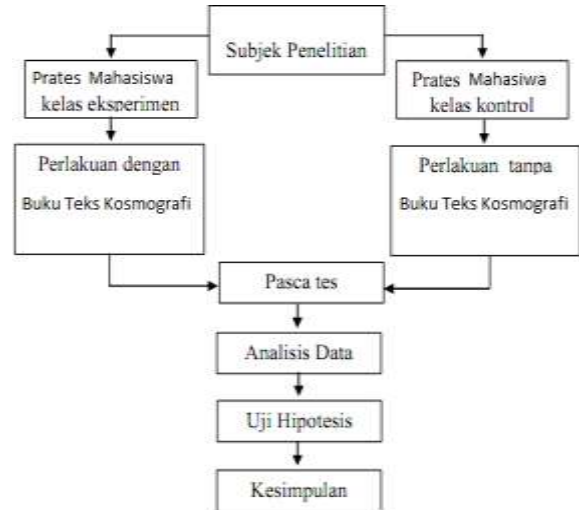 Subjek Penelitian
Prates Mahasiswa
kelas eksperimen
Prates Mahasiwa
kelas kontrol
Perlakuan dengan
Buku Teks Kosmografi
Perlakuan tanpa
Buku Teks Kosmografi
Pasca tes
Analisis Data
Uji Hipotesis
Kesimpulan